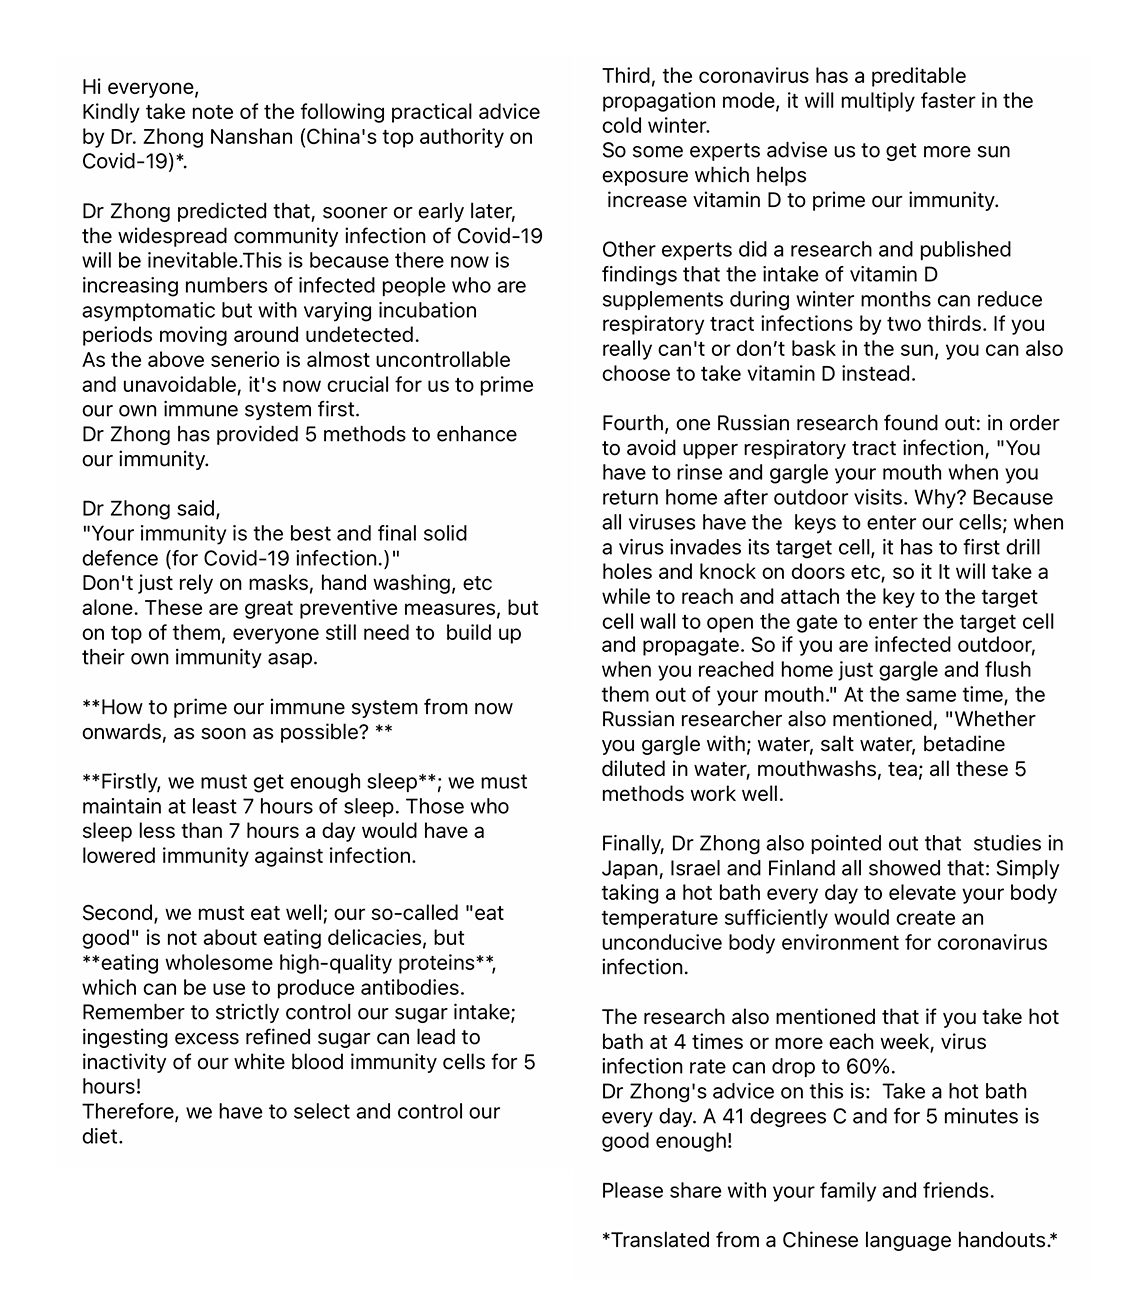 Hi everyone,
Kindly take note of the following practical advice
by Dr. Zhong Nanshan (China's top authority on
Covid-19)*.
Dr Zhong predicted that, sooner or early later,
the widespread community infection of Covid-19
will be inevitable.This is because there now is
increasing numbers of infected people who are
asymptomatic but with varying incubation
periods moving around undetected.
As the above senerio is almost uncontrollable
and unavoidable, it's now crucial for us to prime
our own immune system first.
Dr Zhong has provided 5 methods to enhance
our immunity.
Dr Zhong said,
"Your immunity is the best and final solid
defence (for Covid-19 infection.)"
Don't just rely on masks, hand washing, etc
alone. These are great preventive measures, but
on top of them, everyone still need to  build up
their own immunity asap.
**How to prime our immune system from now
onwards, as soon as possible? **
**Firstly, we must get enough sleep**; we must
maintain at least 7 hours of sleep. Those who
sleep less than 7 hours a day would have a
lowered immunity against infection.
Second, we must eat well; our so-called "eat
good" is not about eating delicacies, but
**eating wholesome high-quality proteins**,
which can be use to produce antibodies.
Remember to strictly control our sugar intake;
ingesting excess refined sugar can lead to
inactivity of our white blood immunity cells for 5
hours!
Therefore, we have to select and control our
diet.
Third, the coronavirus has a preditable
propagation mode, it will multiply faster in the
cold winter.
So some experts advise us to get more sun
exposure which helps
increase vitamin D to prime our immunity.
Other experts did a research and published
findings that the intake of vitamin D
supplements during winter months can reduce
respiratory tract infections by two thirds. If you
really can't or don’t bask in the sun, you can also
choose to take vitamin D instead.
Fourth, one Russian research found out: in order
to avoid upper respiratory tract infection, "You
have to rinse and gargle your mouth when you
return home after outdoor visits. Why? Because
all viruses have the  keys to enter our cells; when
a virus invades its target cell, it has to first drill
holes and knock on doors etc, so it It will take a
while to reach and attach the key to the target
cell wall to open the gate to enter the target cell
and propagate. So if you are infected outdoor,
when you reached home just gargle and flush
them out of your mouth." At the same time, the
Russian researcher also mentioned, "Whether
you gargle with; water, salt water, betadine
diluted in water, mouthwashs, tea; all these 5
methods work well.
Finally, Dr Zhong also pointed out that  studies in
Japan, Israel and Finland all showed that: Simply
taking a hot bath every day to elevate your body
temperature sufficiently would create an
unconducive body environment for coronavirus
infection.
The research also mentioned that if you take hot
bath at 4 times or more each week, virus
infection rate can drop to 60%.
Dr Zhong's advice on this is:  Take a hot bath
every day. A 41 degrees C and for 5 minutes is
good enough!
Please share with your family and friends.
*Translated from a Chinese language handouts.*